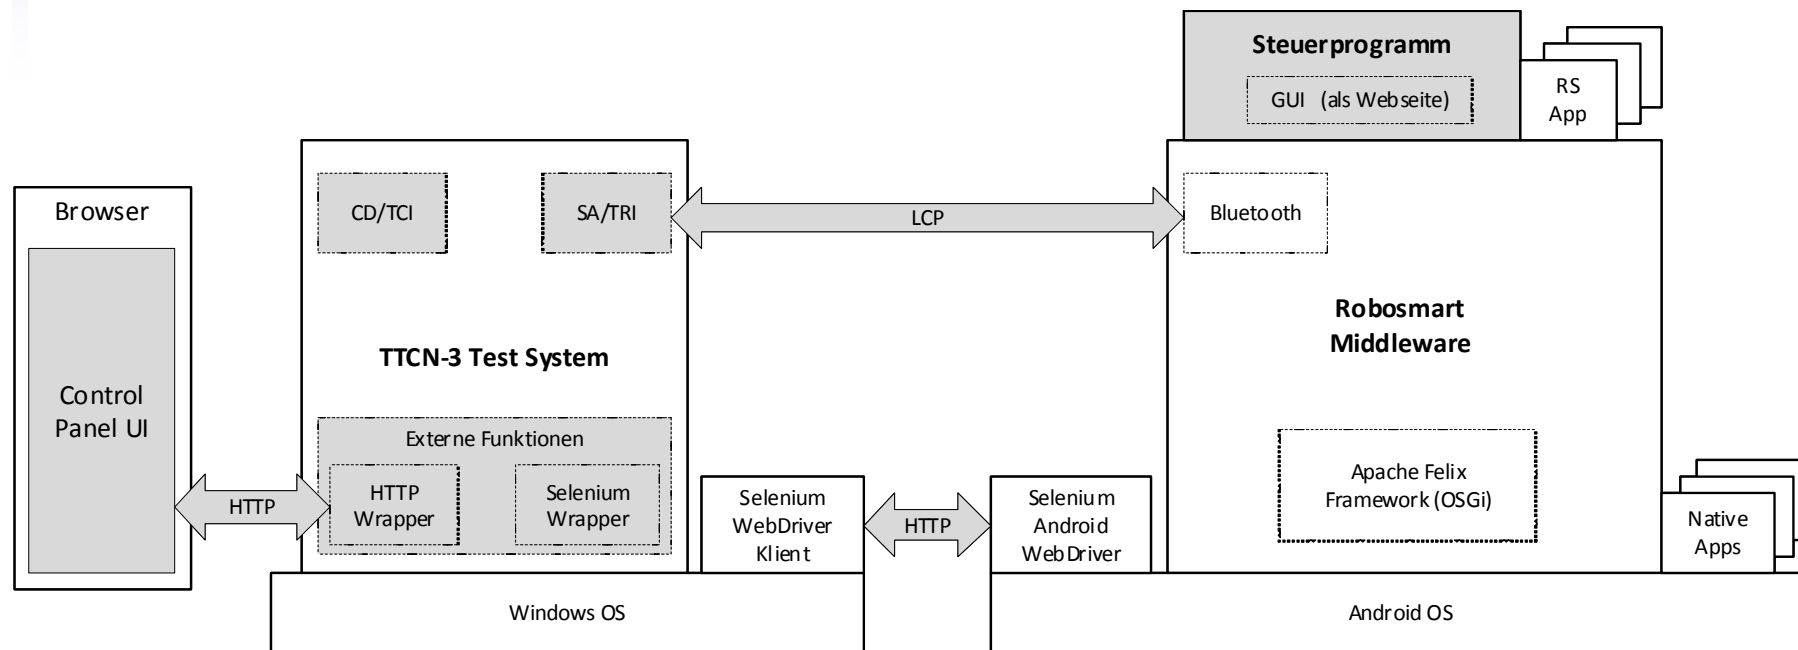 Steuerprogramm
GUI (als Webseite)
RS
App
Browser
Control
Panel UI
HTTP
CD/TCI
SA/TRI
TTCN-3 Test System
Externe Funktionen
HTTP
Wrapper
Selenium
Wrapper
LCP
Bluetooth
Robosmart
Middleware
Apache Felix
Framework (OSGi)
Selenium
WebDriver
Klient
HTTP
Selenium
Android
WebDriver
Native
Apps
Windows OS
Android OS